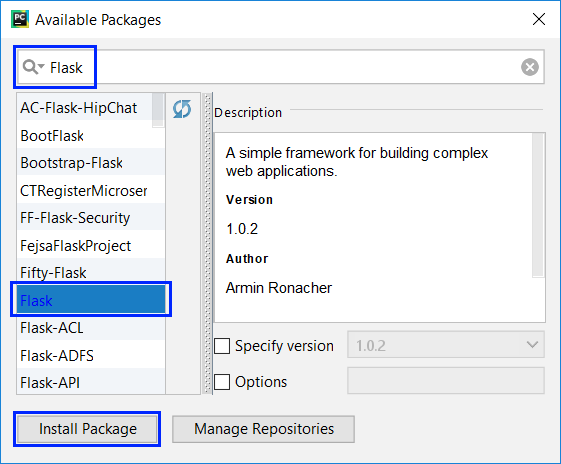 PC
Available Packages
Flask
AC-Flask-HipChat
BootFlask
Bootstrap-Flask
CTRegisterMicroser
FF-Flask-Security
FejsaFlaskProject
Fifty-Flask
Flask
Flask-ACL
Flask-ADFS
Flask-API
Description
A simple framework for building complex
web applications.
Version
1.0.2
Author
Armin Ronacher
Specify version
1.0.2
Options
Install Package
Manage Repositories